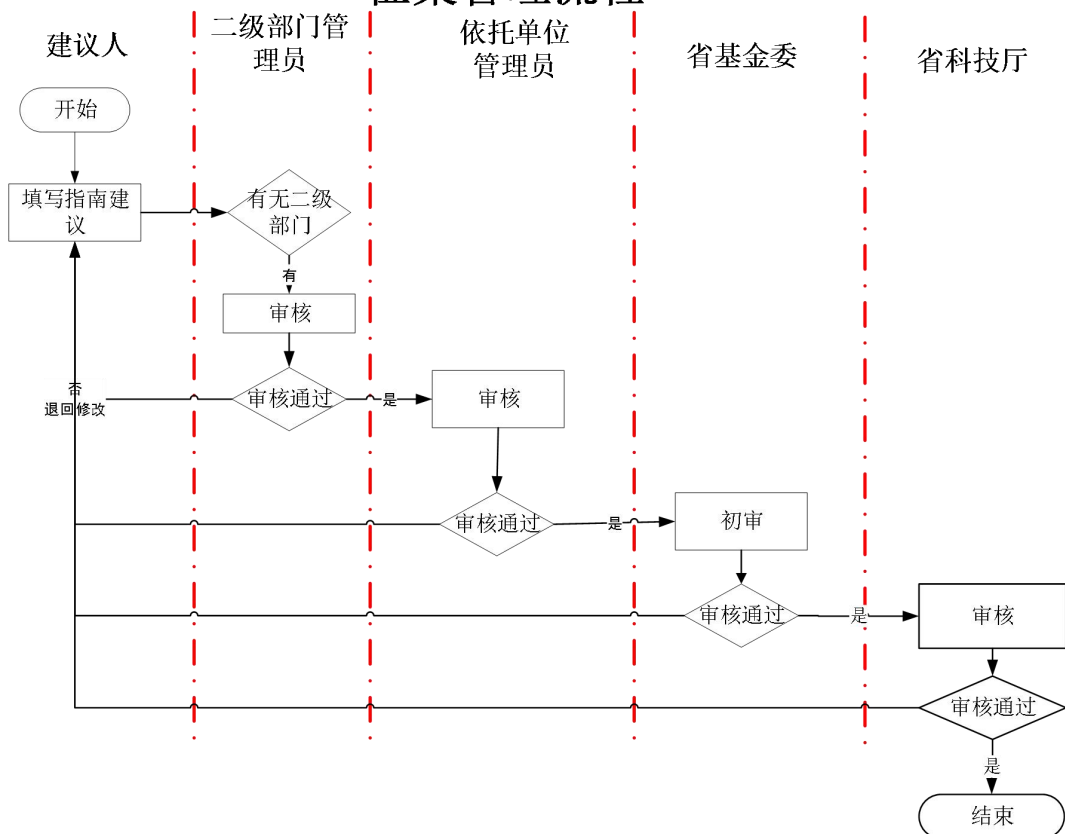 建议人
二级部门管
理员
依托单位
管理员
省基金委
省科技厅
开始
填写指南建
议
有无二级
部门
有
审核
审核通过
否
退回修改
是
审核
审核通过
是
初审
审核通过
是
审核
审核通过
是
结束